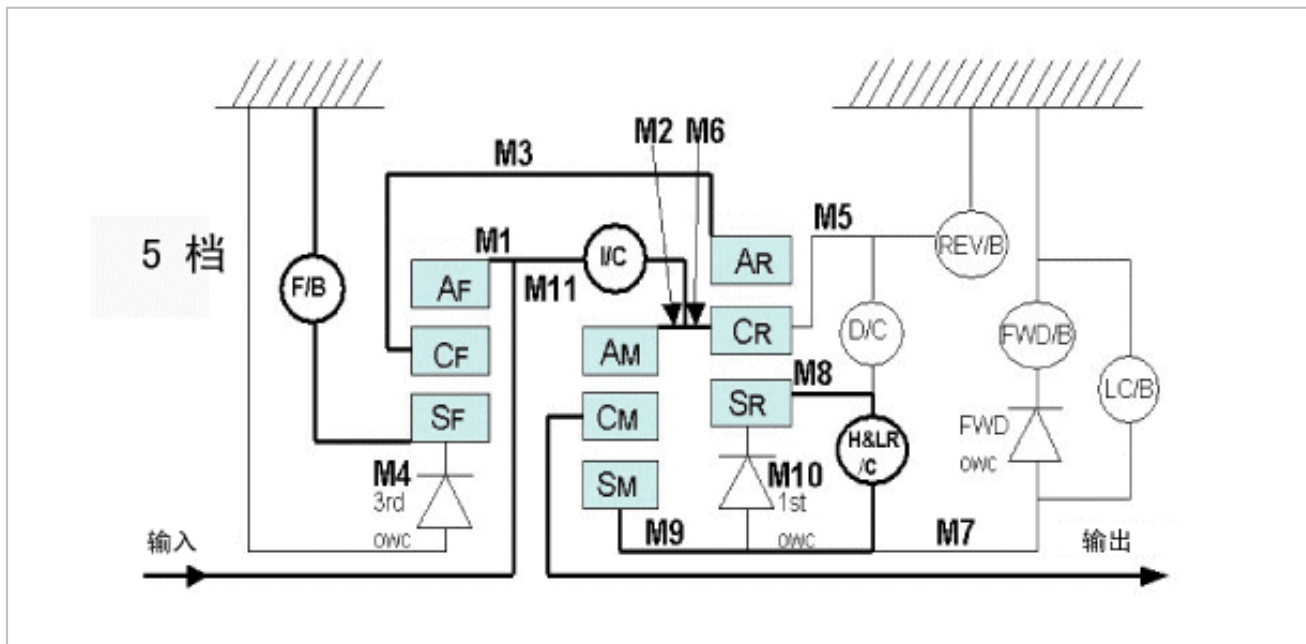 M2 M6
M3
M5
5 档
M1
I/C
AR
REV/B
F/B
AF
M11
CR
D/C
FWD/B
CF
AM
M8
LC/B
SF
CM
SR
H&LR
/C
FWD
OWC
M4
3rd
OWC
SM
M10
1st
OWC
输入
M9
M7
输出